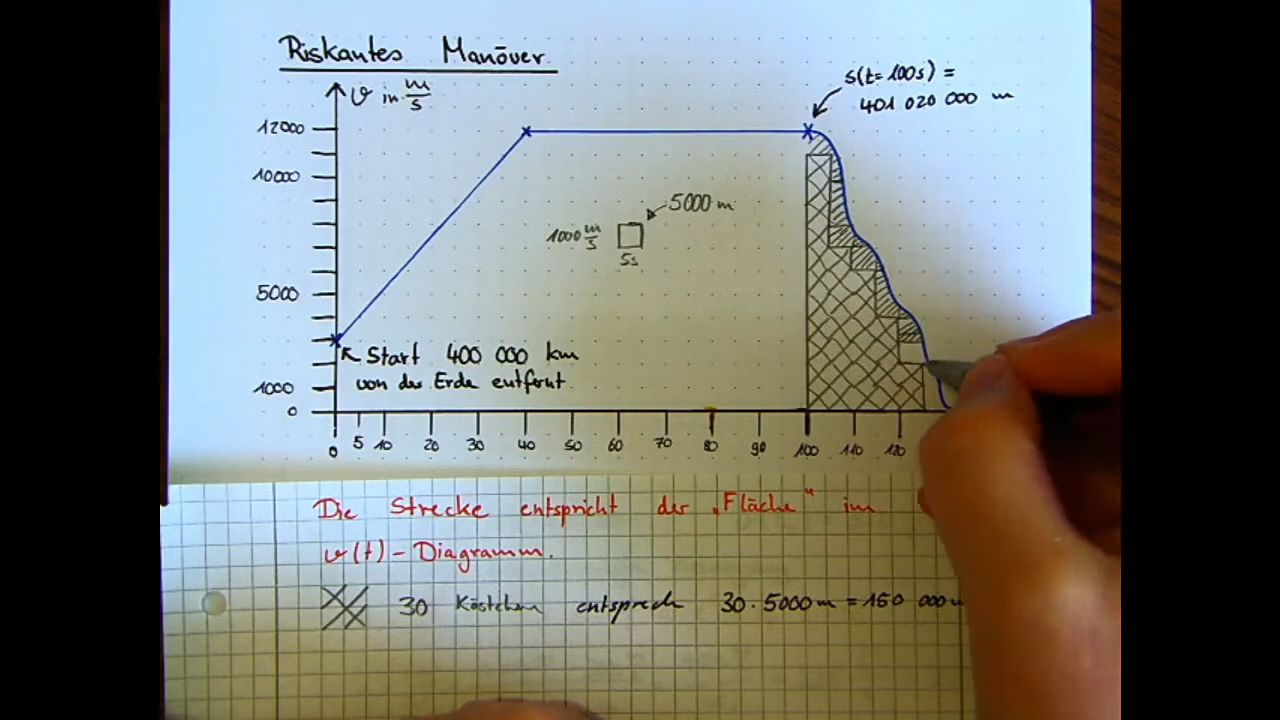 Riskantes Manöver
v in m/s
s(t=100s) =
401 020 000 m
12000
10000
5000 m
1000 m/s
5s
5000
Start 400 000 km
von der Erde entfernt
1000
0
0 5 10 20 30 40 50 60 70 80 90 100 110 120
Die Strecke entspricht der „Fläche" im
v(t)-Diagramm.
30 Kästchen entsprech 30 · 5000 m = 150 000 m